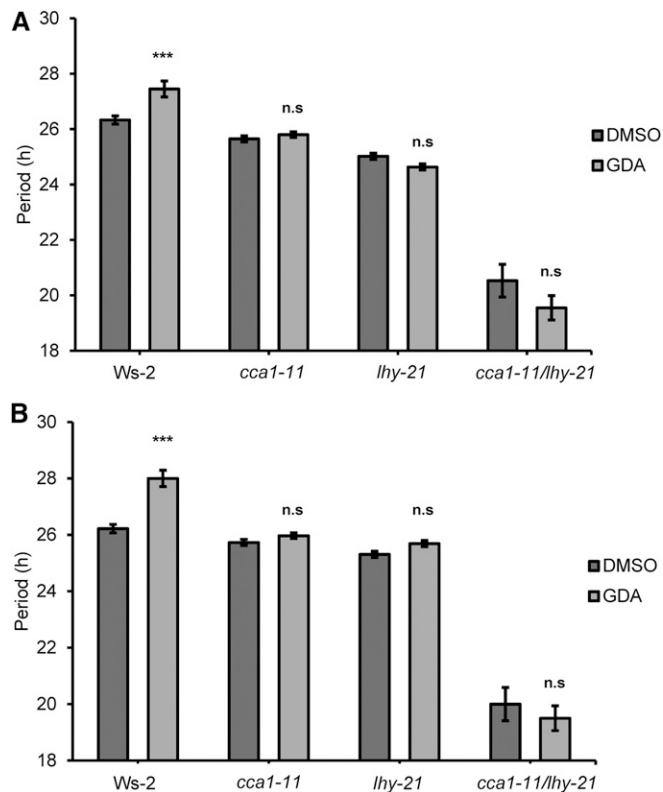 A
30
28
26
24
22
20
18
Period (h)
***
n.s
n.s
n.s
DMSO
GDA
Ws-2 cca1-11 lhy-21 cca1-11/lhy-21
B
30
28
26
24
22
20
18
Period (h)
***
n.s
n.s
n.s
DMSO
GDA
Ws-2 cca1-11 lhy-21 cca1-11/lhy-21